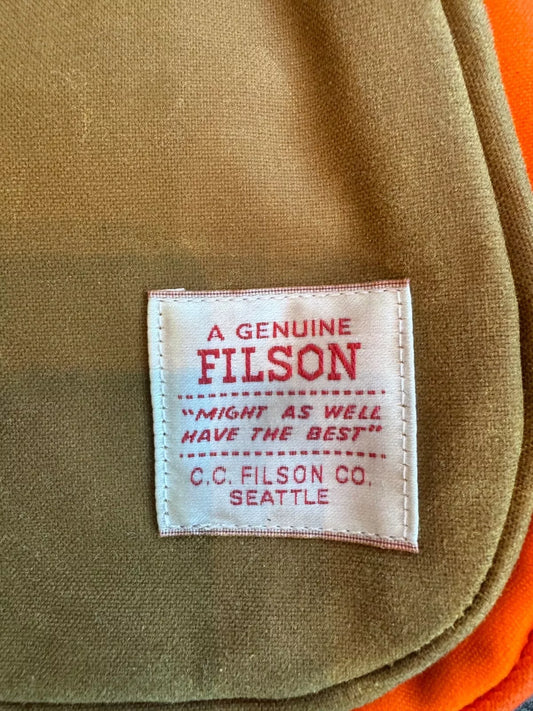 A GENUINE
FILSON
"MIGHT AS WELL
HAVE THE BEST"
C.C. FILSON CO.
SEATTLE